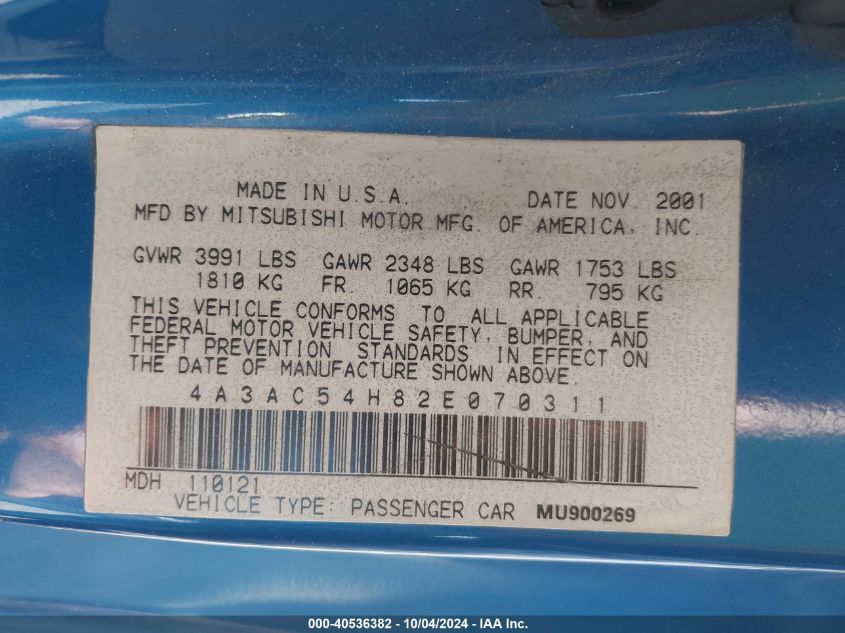 MADE IN U.S.A. DATE NOV. 2001
MFD BY MITSUBISHI MOTOR MFG. OF AMERICA, INC.
GVWR 3991 LBS GAWR 2348 LBS GAWR 1753 LBS
1810 KG FR. 1065 KG RR. 795 KG
THIS VEHICLE CONFORMS TO ALL APPLICABLE
FEDERAL MOTOR VEHICLE SAFETY, BUMPER, AND
THEFT PREVENTION STANDARDS IN EFFECT ON
THE DATE OF MANUFACTURE SHOWN ABOVE.
4A3AC54H82E070311
MDH 110121
VEHICLE TYPE: PASSENGER CAR MU900269
000-40536382 - 10/04/2024 - IAA Inc.